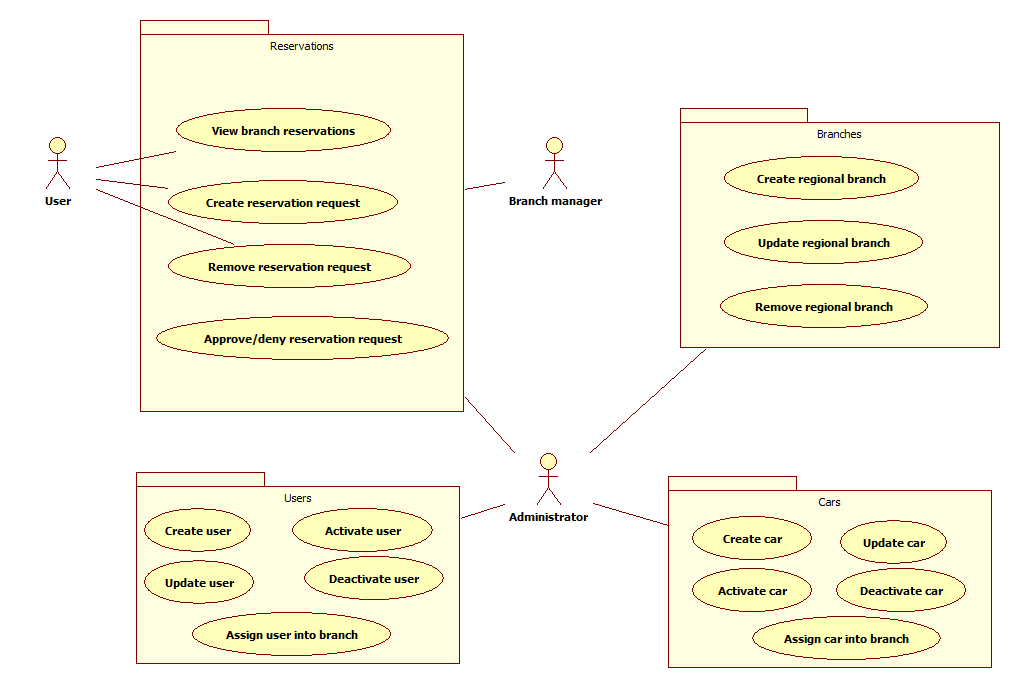 Reservations
View branch reservations
Create reservation request
Remove reservation request
Approve/deny reservation request
User
Branch manager
Branches
Create regional branch
Update regional branch
Remove regional branch
Administrator
Users
Create user
Activate user
Update user
Deactivate user
Assign user into branch
Cars
Create car
Update car
Activate car
Deactivate car
Assign car into branch